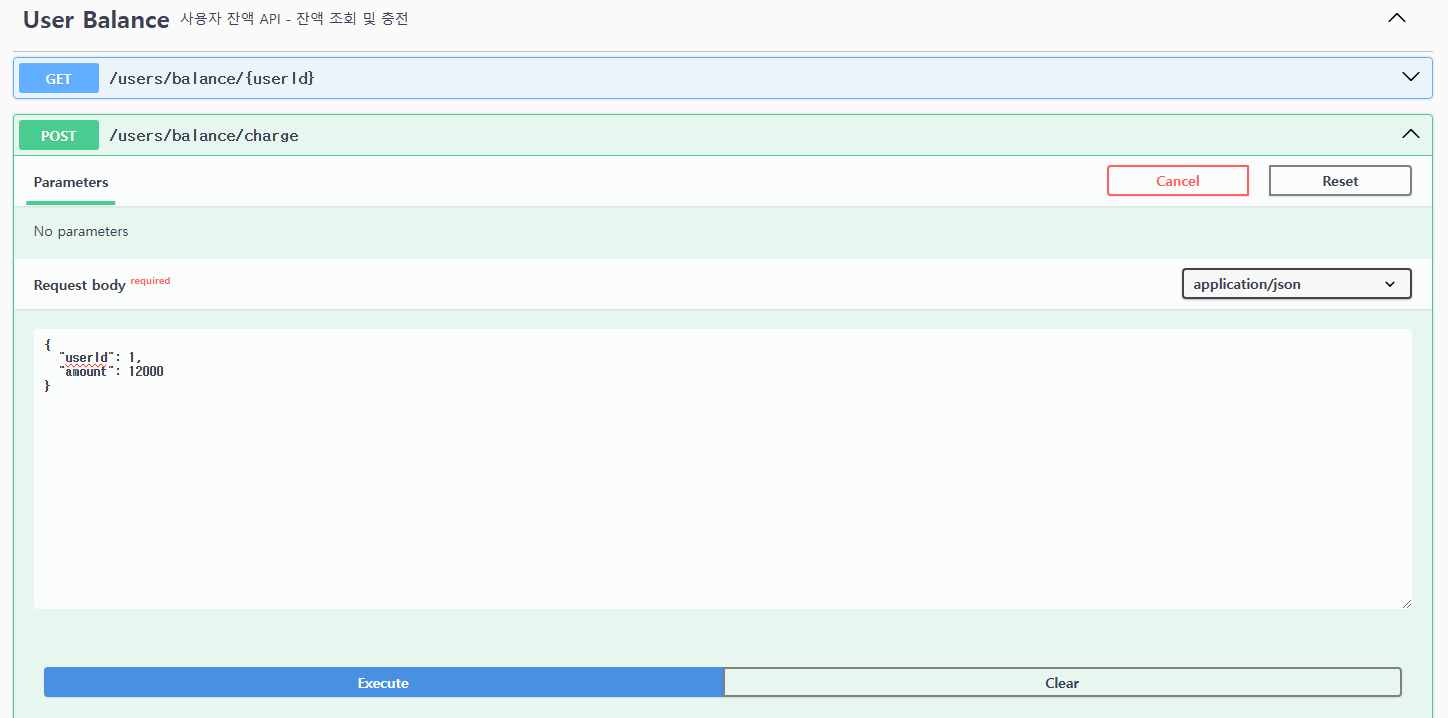 User Balance 사용자 잔액 API - 잔액 조회 및 충전
GET /users/balance/{userId}
POST /users/balance/charge
Parameters Cancel Reset
No parameters
Request body required application/json
{
"userId": 1,
"amount": 12000
}
Execute Clear